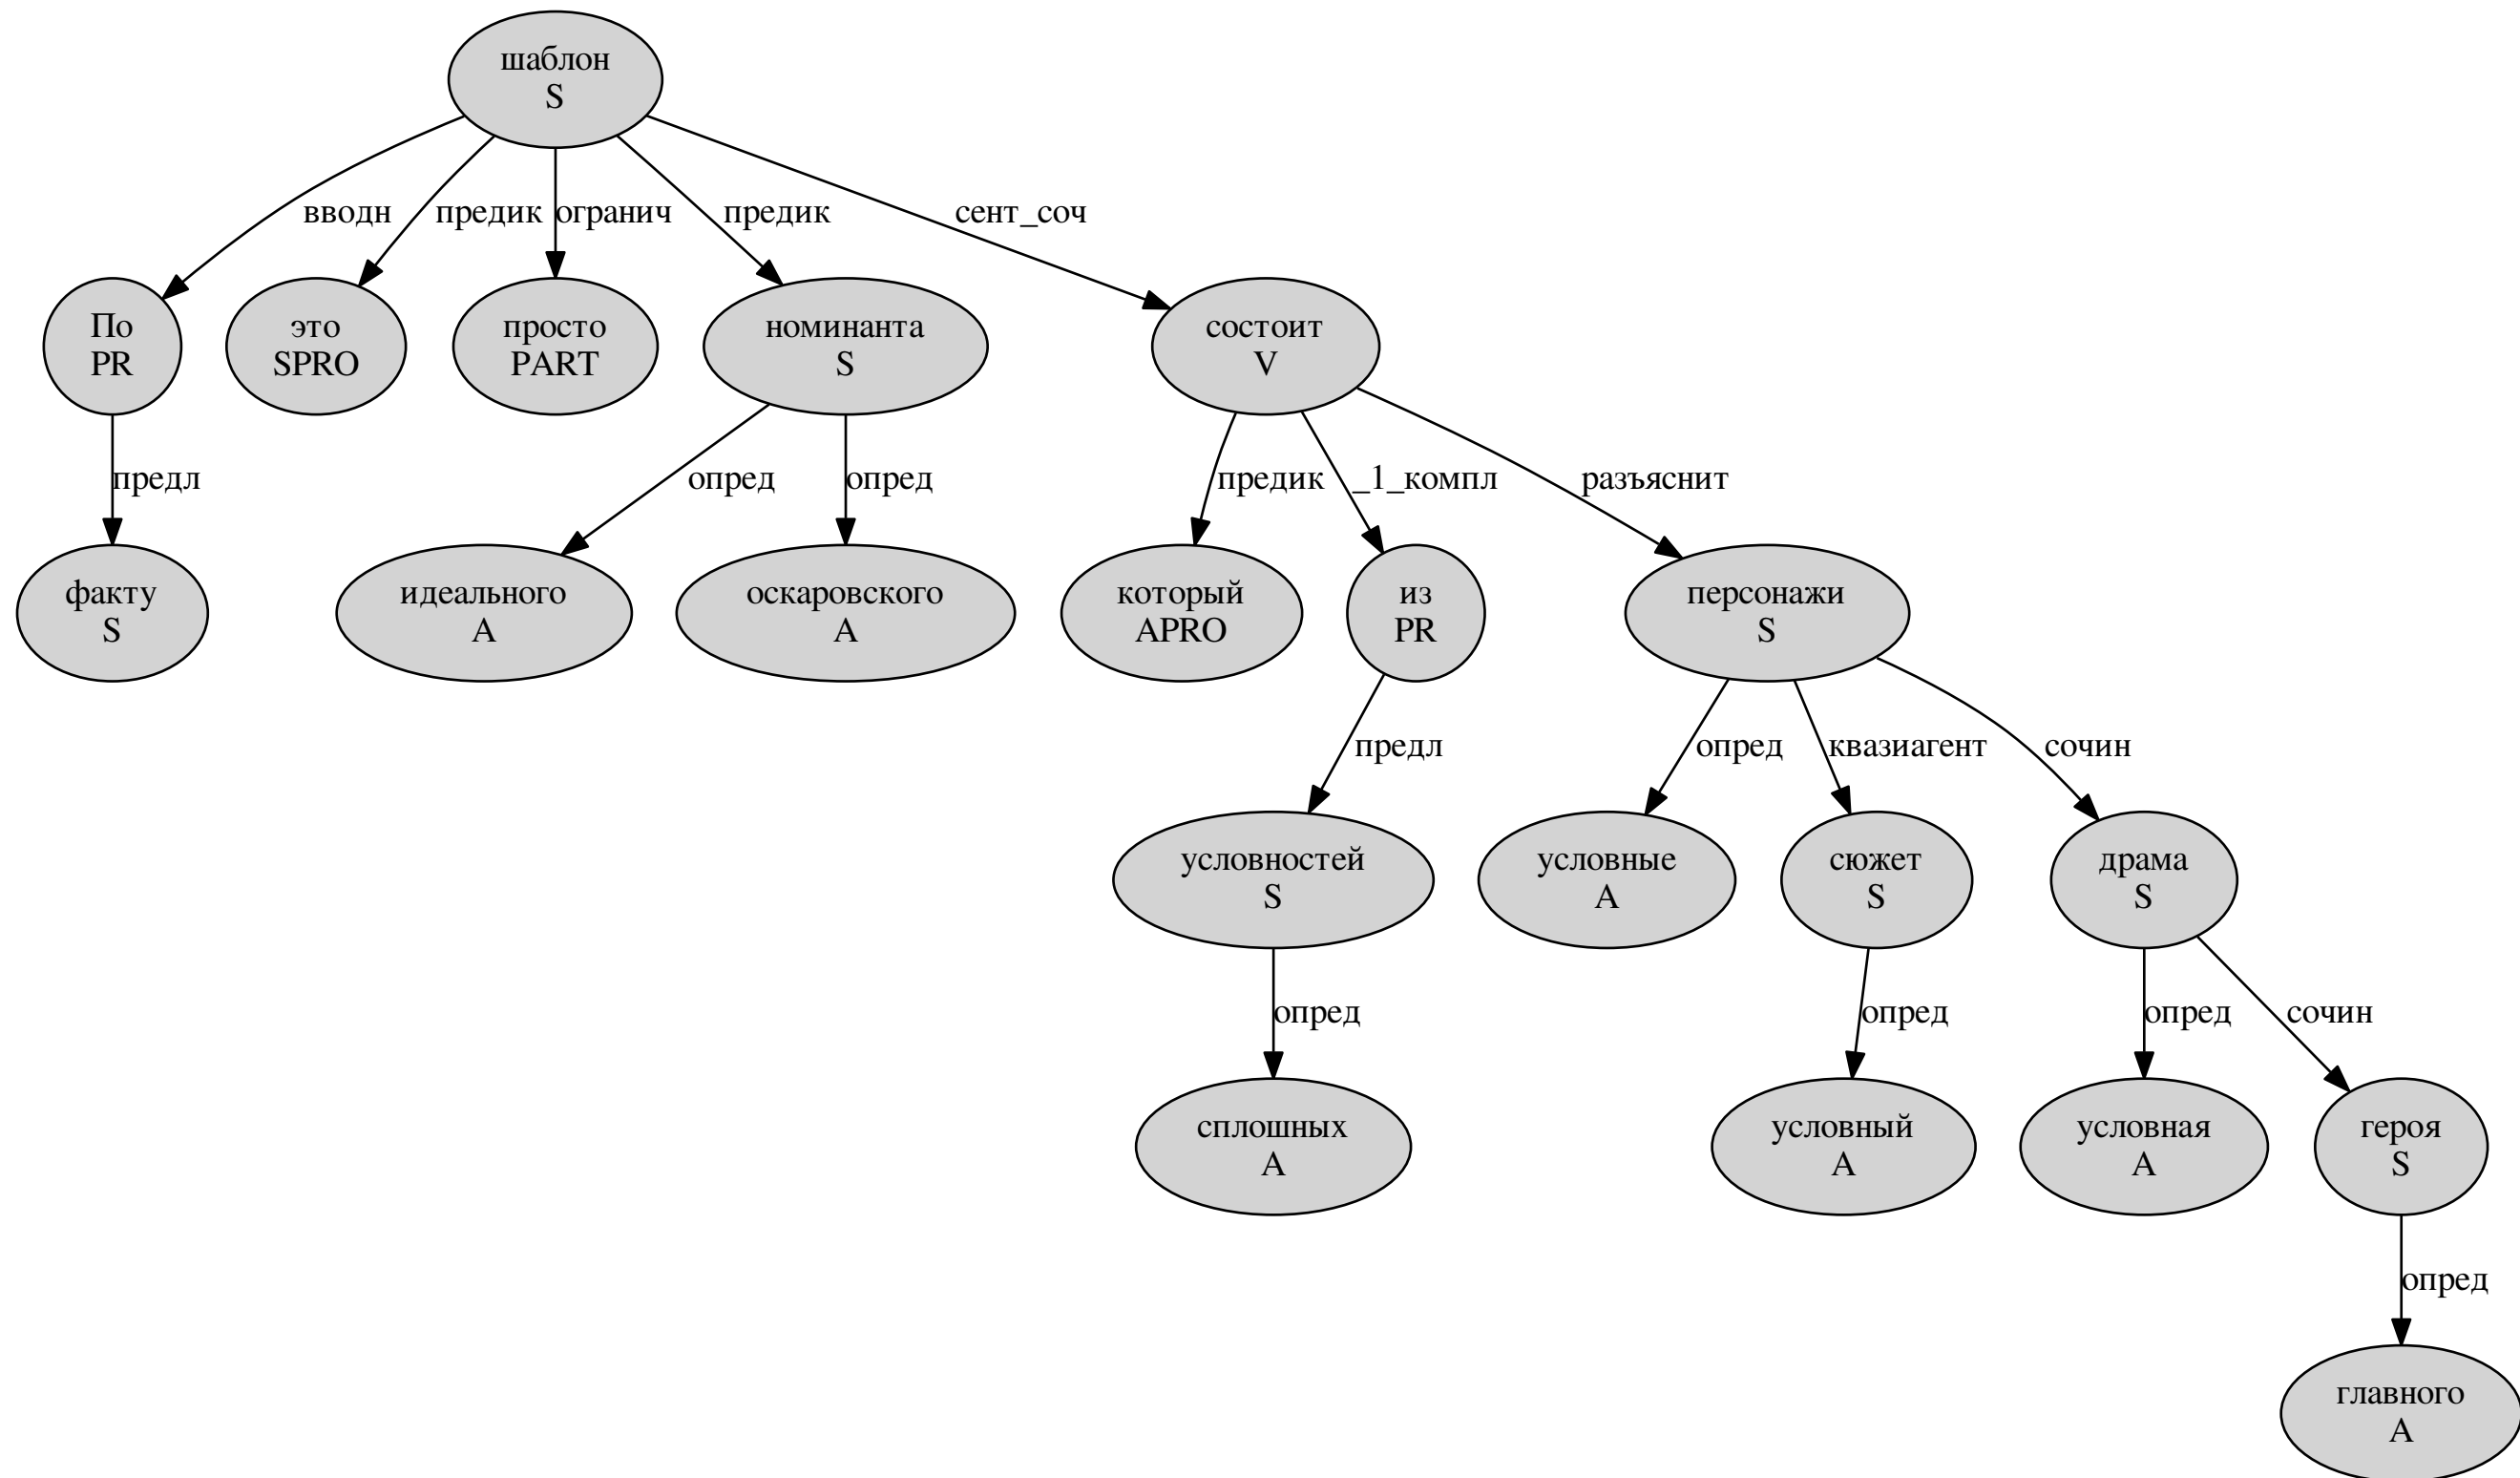 шаблон
S
вводн
предик
огранич
предик
сент_соч
По
PR
это
SPRO
просто
PART
номинанта
S
состоит
V
предл
опред
опред
предик
_1_компл
разъяснит
факту
S
идеального
A
оскаровского
A
который
APRO
из
PR
персонажи
S
предл
опред
квазиагент
сочин
условностей
S
условные
A
сюжет
S
драма
S
опред
опред
опред
сочин
сплошных
A
условный
A
условная
A
героя
S
опред
главного
A